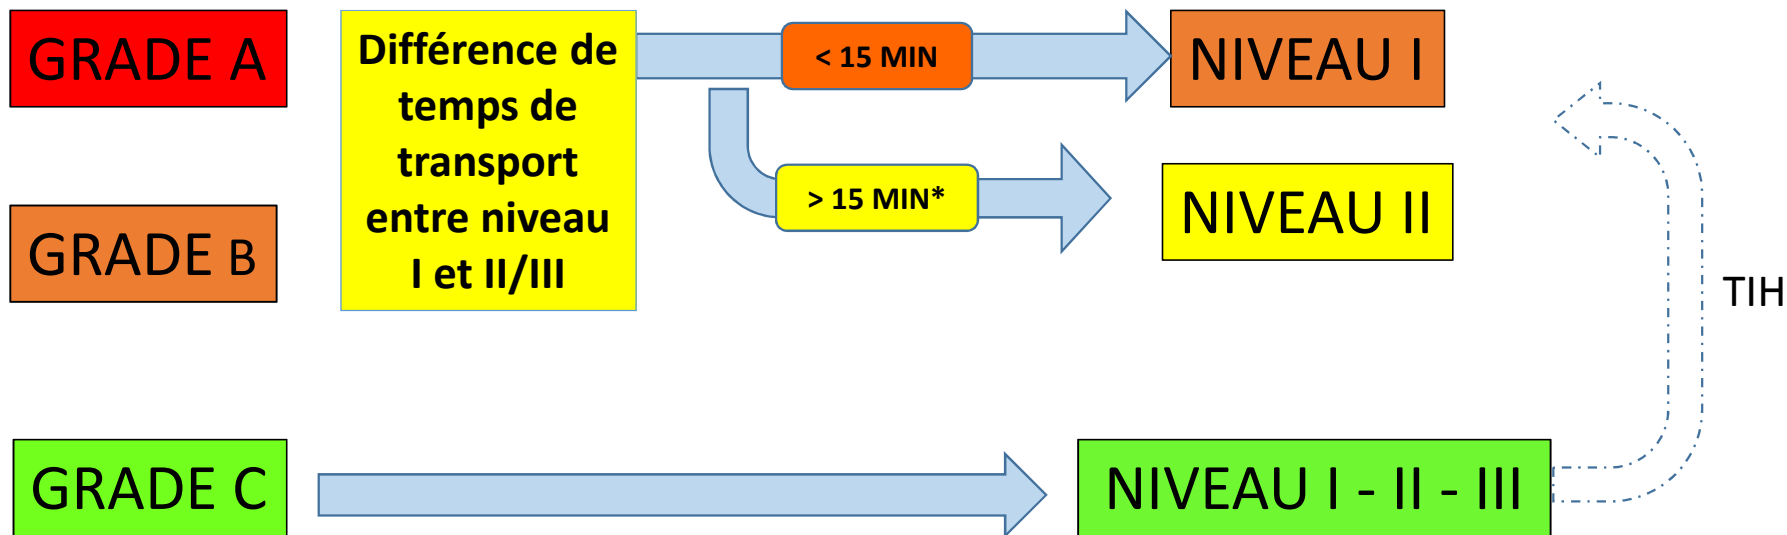 GRADE A
Différence de
temps de
transport
entre niveau
I et II/III
< 15 MIN
NIVEAU I
> 15 MIN*
NIVEAU II
GRADE B
TIH
GRADE C
NIVEAU I - II - III